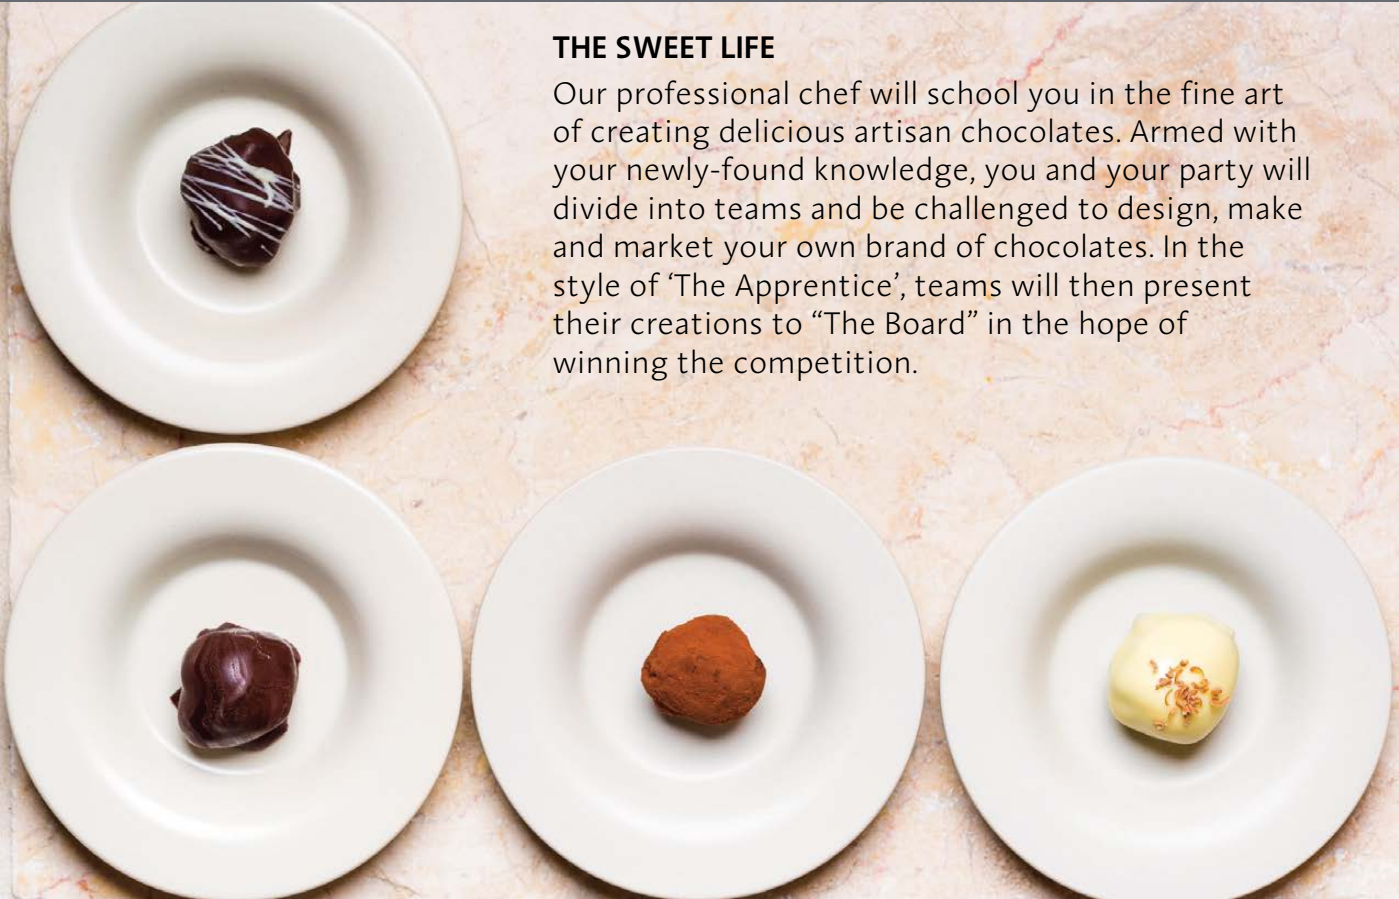 THE SWEET LIFE
Our professional chef will school you in the fine art
of creating delicious artisan chocolates. Armed with
your newly-found knowledge, you and your party will
divide into teams and be challenged to design, make
and market your own brand of chocolates. In the
style of ‘The Apprentice’, teams will then present
their creations to “The Board” in the hope of
winning the competition.